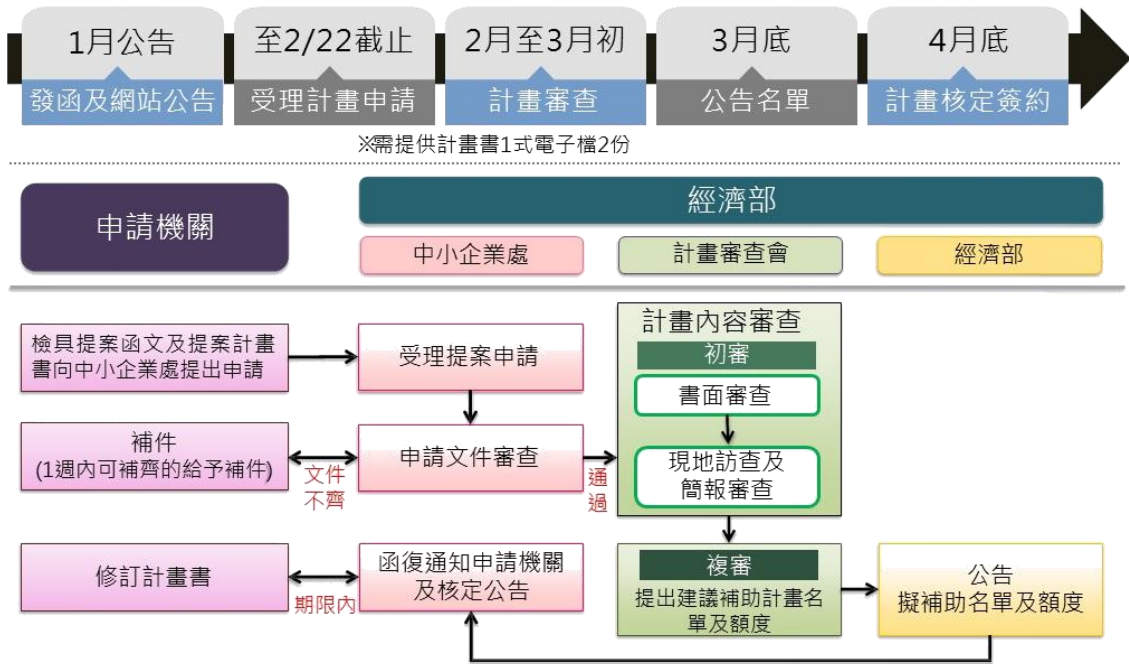 1月公告
至2/22截止
2月至3月初
3月底
4月底
發函及網站公告
受理計畫申請
計畫審查
公告名單
計畫核定簽約
※需提供計畫書1式電子檔2份
申請機關
經濟部
中小企業處
計畫審查會
經濟部
檢具提案函文及提案計畫
書向中小企業處提出申請
受理提案申請
計畫內容審查
初審
書面審查
現地訪查及
簡報審查
補件
(1週內可補齊的給予補件)
文件
不齊
申請文件審查
通
過
修訂計畫書
期限內
函復通知申請機關
及核定公告
複審
提出建議補助計畫名
單及額度
公告
擬補助名單及額度